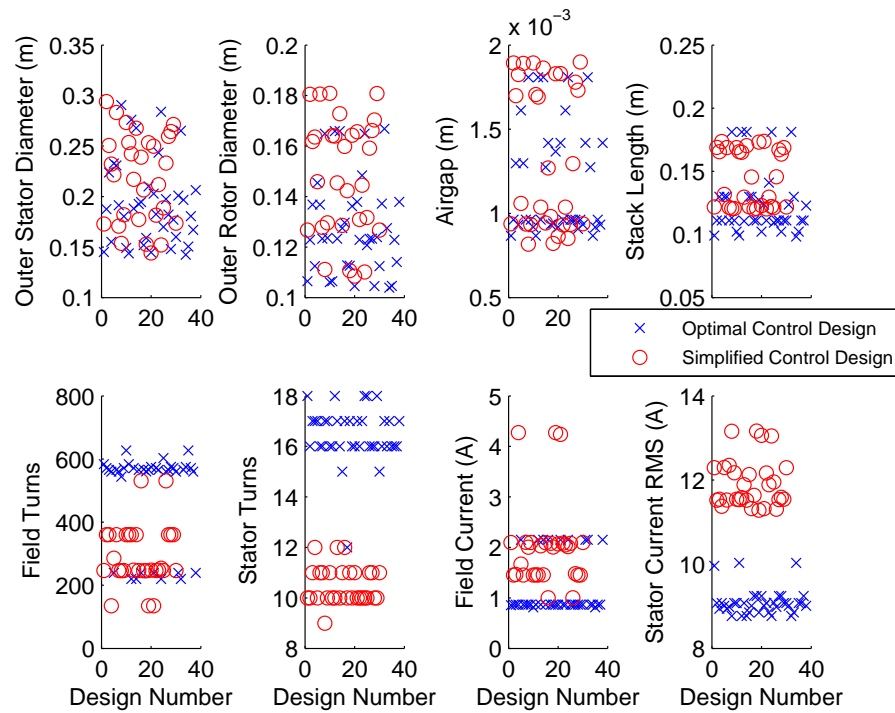 x 10^-3
0.35
0.3
0.25
0.2
0.15
0.1
0 20 40
Outer Stator Diameter (m)
0.2
0.18
0.16
0.14
0.12
0.1
0 20 40
Outer Rotor Diameter (m)
2
1.5
1
0.5
0 20 40
Airgap (m)
0.25
0.2
0.15
0.1
0.05
0 20 40
Stack Length (m)
Optimal Control Design
Simplified Control Design
800
600
400
200
0
0 20 40
Field Turns
Design Number
18
16
14
12
10
8
0 20 40
Stator Turns
Design Number
5
4
3
2
1
0
0 20 40
Field Current (A)
Design Number
14
12
10
8
0 20 40
Stator Current RMS (A)
Design Number